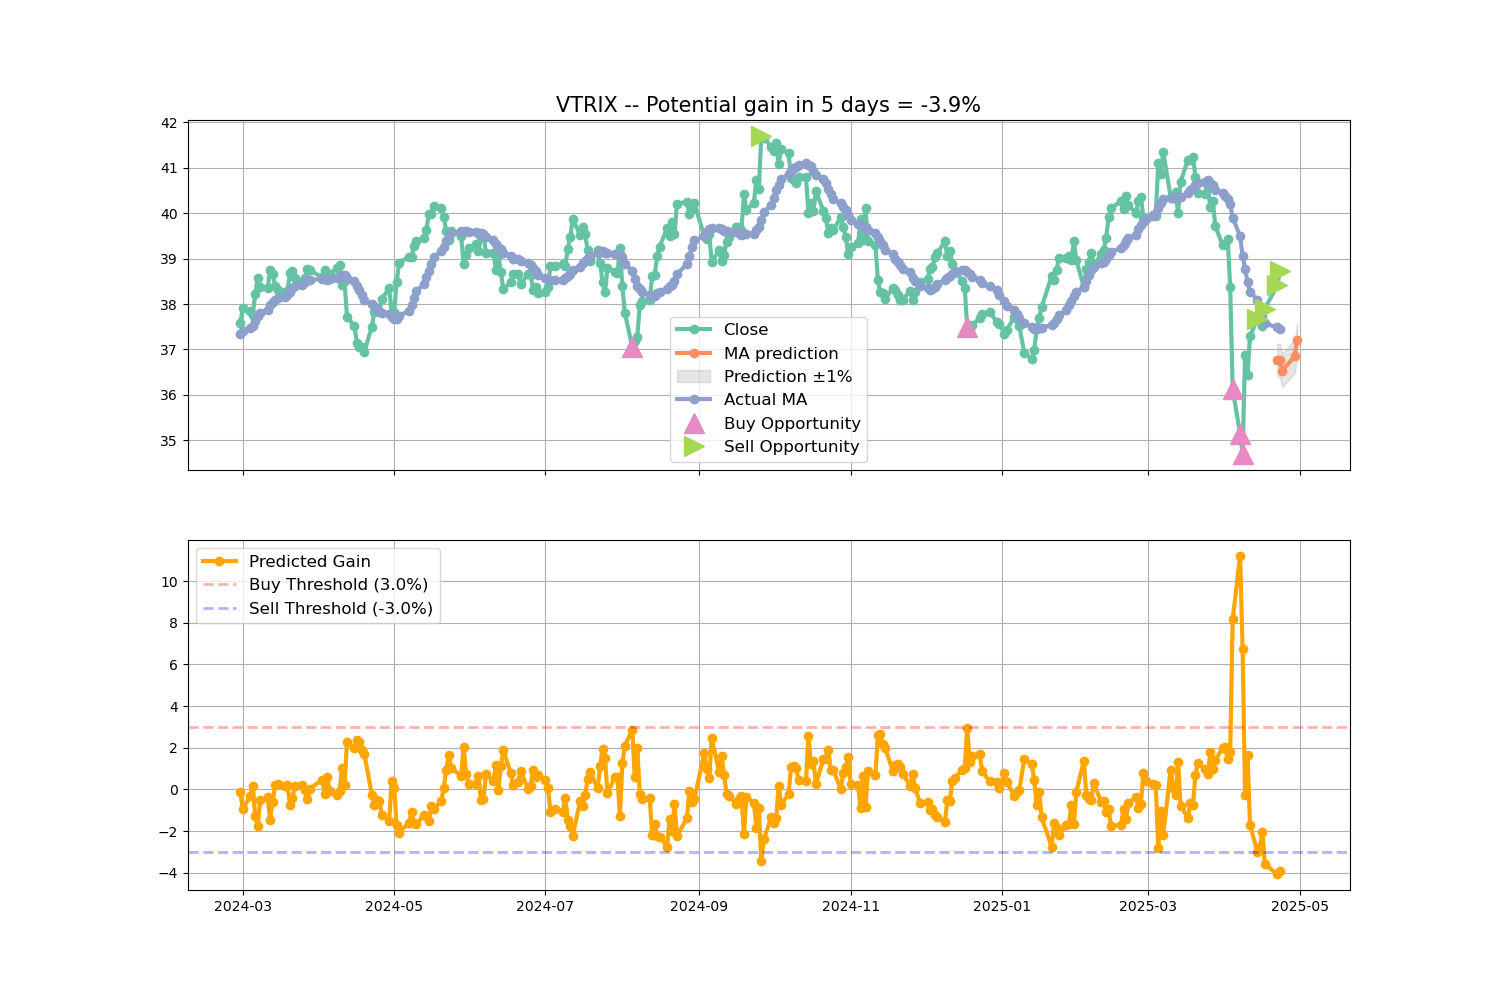 VTRIX -- Potential gain in 5 days = -3.9%
42
41
40
39
38
37
36
35
Close
MA prediction
Prediction ±1%
Actual MA
Buy Opportunity
Sell Opportunity
Predicted Gain
Buy Threshold (3.0%)
Sell Threshold (-3.0%)
10
8
6
4
2
0
−2
−4
2024-03 2024-05 2024-07 2024-09 2024-11 2025-01 2025-03 2025-05